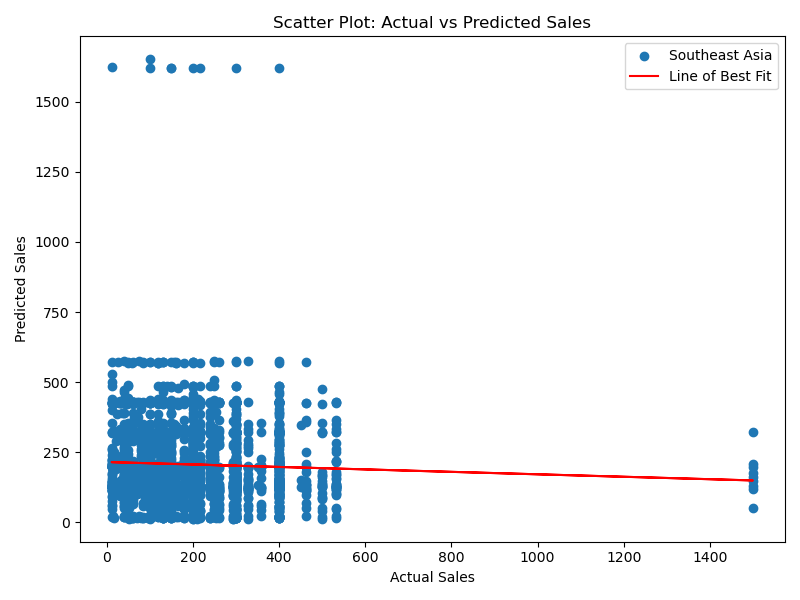 Scatter Plot: Actual vs Predicted Sales
Southeast Asia
Line of Best Fit
1500
1250
1000
750
500
250
0
Predicted Sales
0 200 400 600 800 1000 1200 1400
Actual Sales